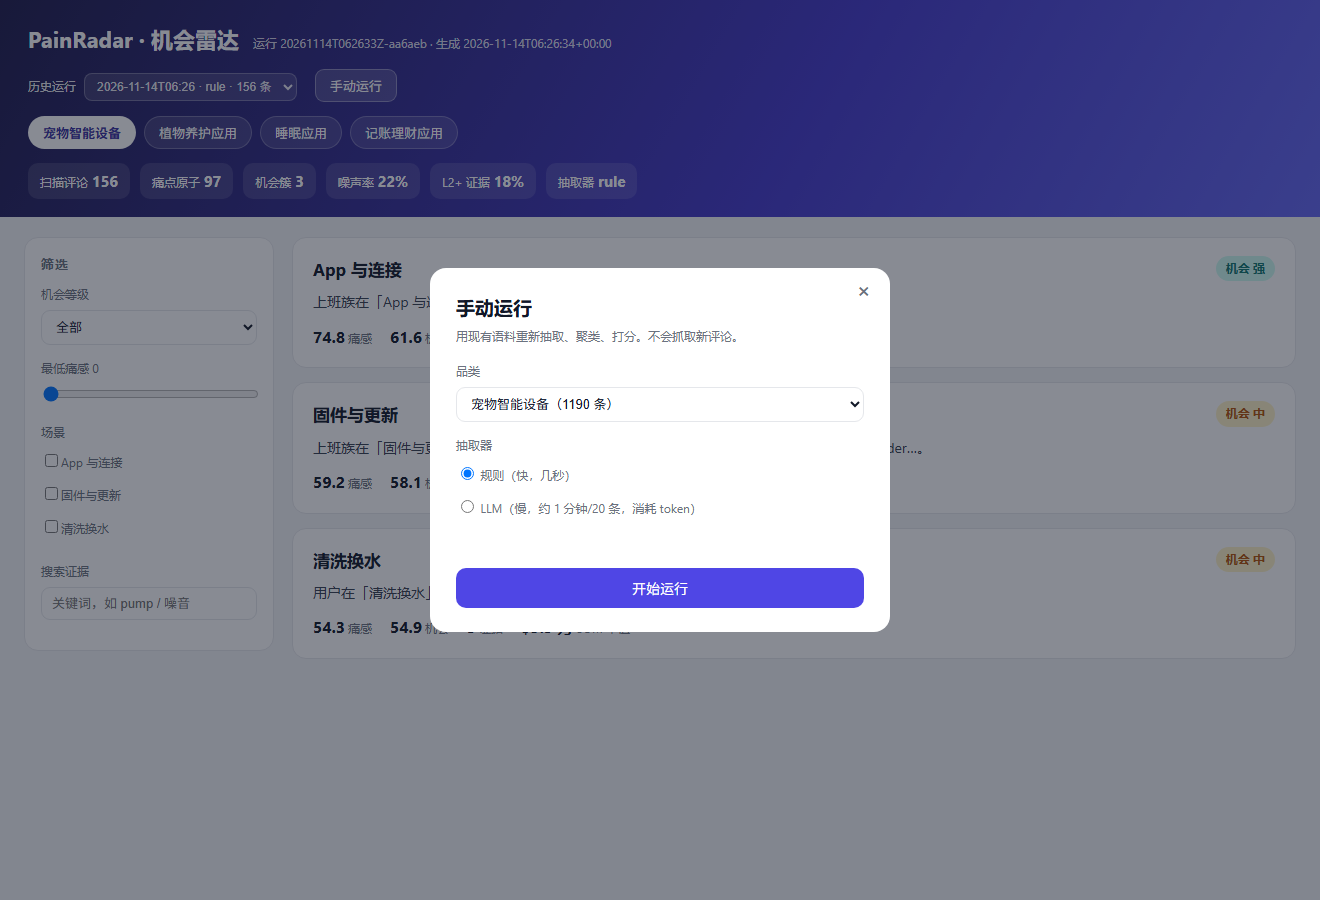 PainRadar · 机会雷达 运行 20261114T062633Z-aa6aeb · 生成 2026-11-14T06:26:34+00:00
历史运行 2026-11-14T06:26 · rule · 156 条 手动运行
宠物智能设备 植物养护应用 睡眠应用 记账理财应用
扫描评论 156 痛点原子 97 机会簇 3 噪声率 22% L2+ 证据 18% 抽取器 rule
筛选
机会等级
全部
最低痛感 0
场景
App 与连接
固件与更新
清洗换水
搜索证据
关键词，如 pump / 噪音
App 与连接 机会 强
上班族在「App 与
74.8 痛感 61.6
固件与更新 机会 中
上班族在「固件与 der…。
59.2 痛感 58.1
清洗换水 机会 中
用户在「清洗换水」
54.3 痛感 54.9
手动运行 ×
用现有语料重新抽取、聚类、打分。不会抓取新评论。
品类
宠物智能设备（1190 条）
抽取器
规则（快，几秒）
LLM（慢，约 1 分钟/20 条，消耗 token）
开始运行